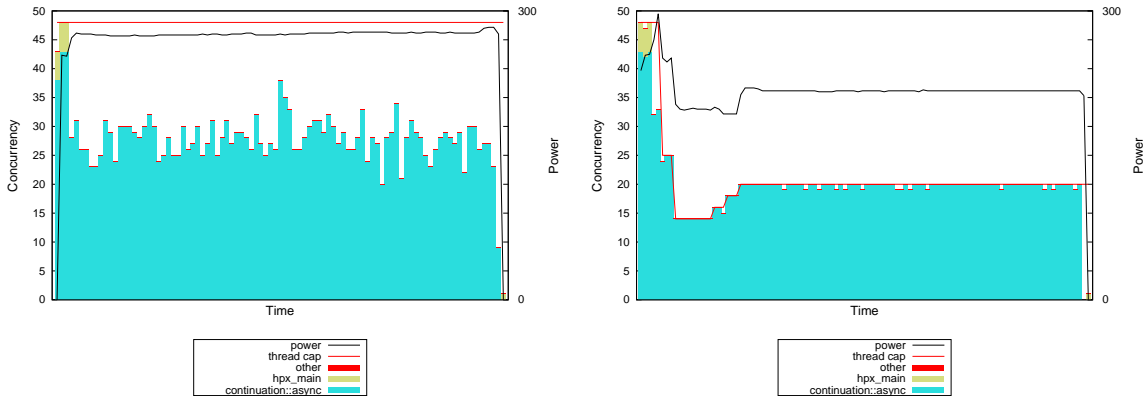 50
45
40
35
30
25
20
15
10
5
0
Concurrency
300
0
Power
Time
power
thread cap
other
hpx_main
continuation::async
50
45
40
35
30
25
20
15
10
5
0
Concurrency
300
0
Power
Time
power
thread cap
other
hpx_main
continuation::async